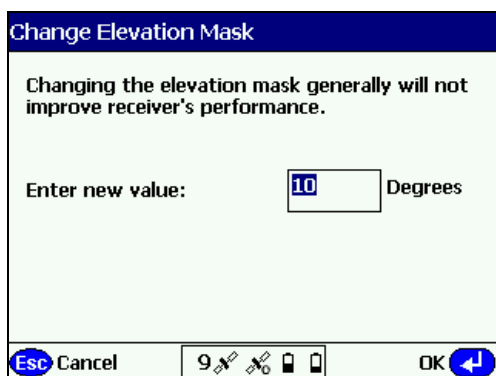 Change Elevation Mask
Changing the elevation mask generally will not
improve receiver's performance.
Enter new value: 10 Degrees
Esc Cancel 9 OK